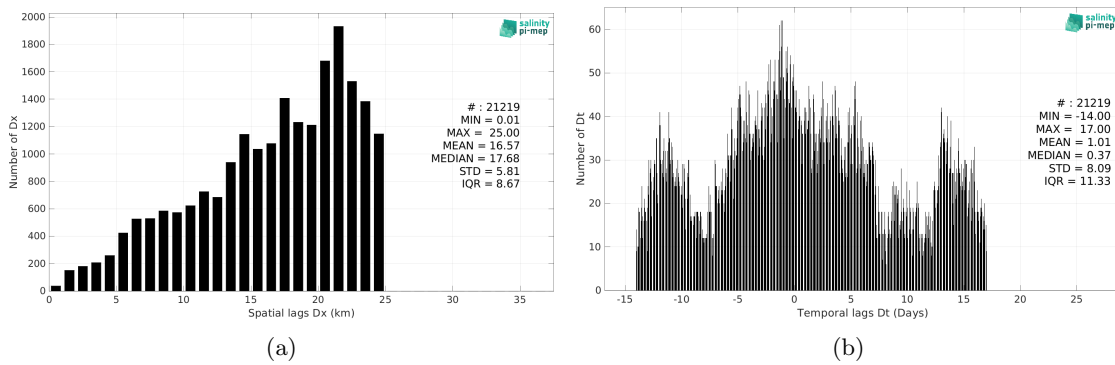 2000
1800
1600
1400
1200
1000
800
600
400
200
0
Number of Dx
0 5 10 15 20 25 30 35
Spatial lags Dx (km)
salinity
pi-mep
# : 21219
MIN = 0.01
MAX = 25.00
MEAN = 16.57
MEDIAN = 17.68
STD = 5.81
IQR = 8.67
(a)
60
50
40
30
20
10
0
Number of Dt
-15 -10 -5 0 5 10 15 20 25
Temporal lags Dt (Days)
salinity
pi-mep
# : 21219
MIN = -14.00
MAX = 17.00
MEAN = 1.01
MEDIAN = 0.37
STD = 8.09
IQR = 11.33
(b)